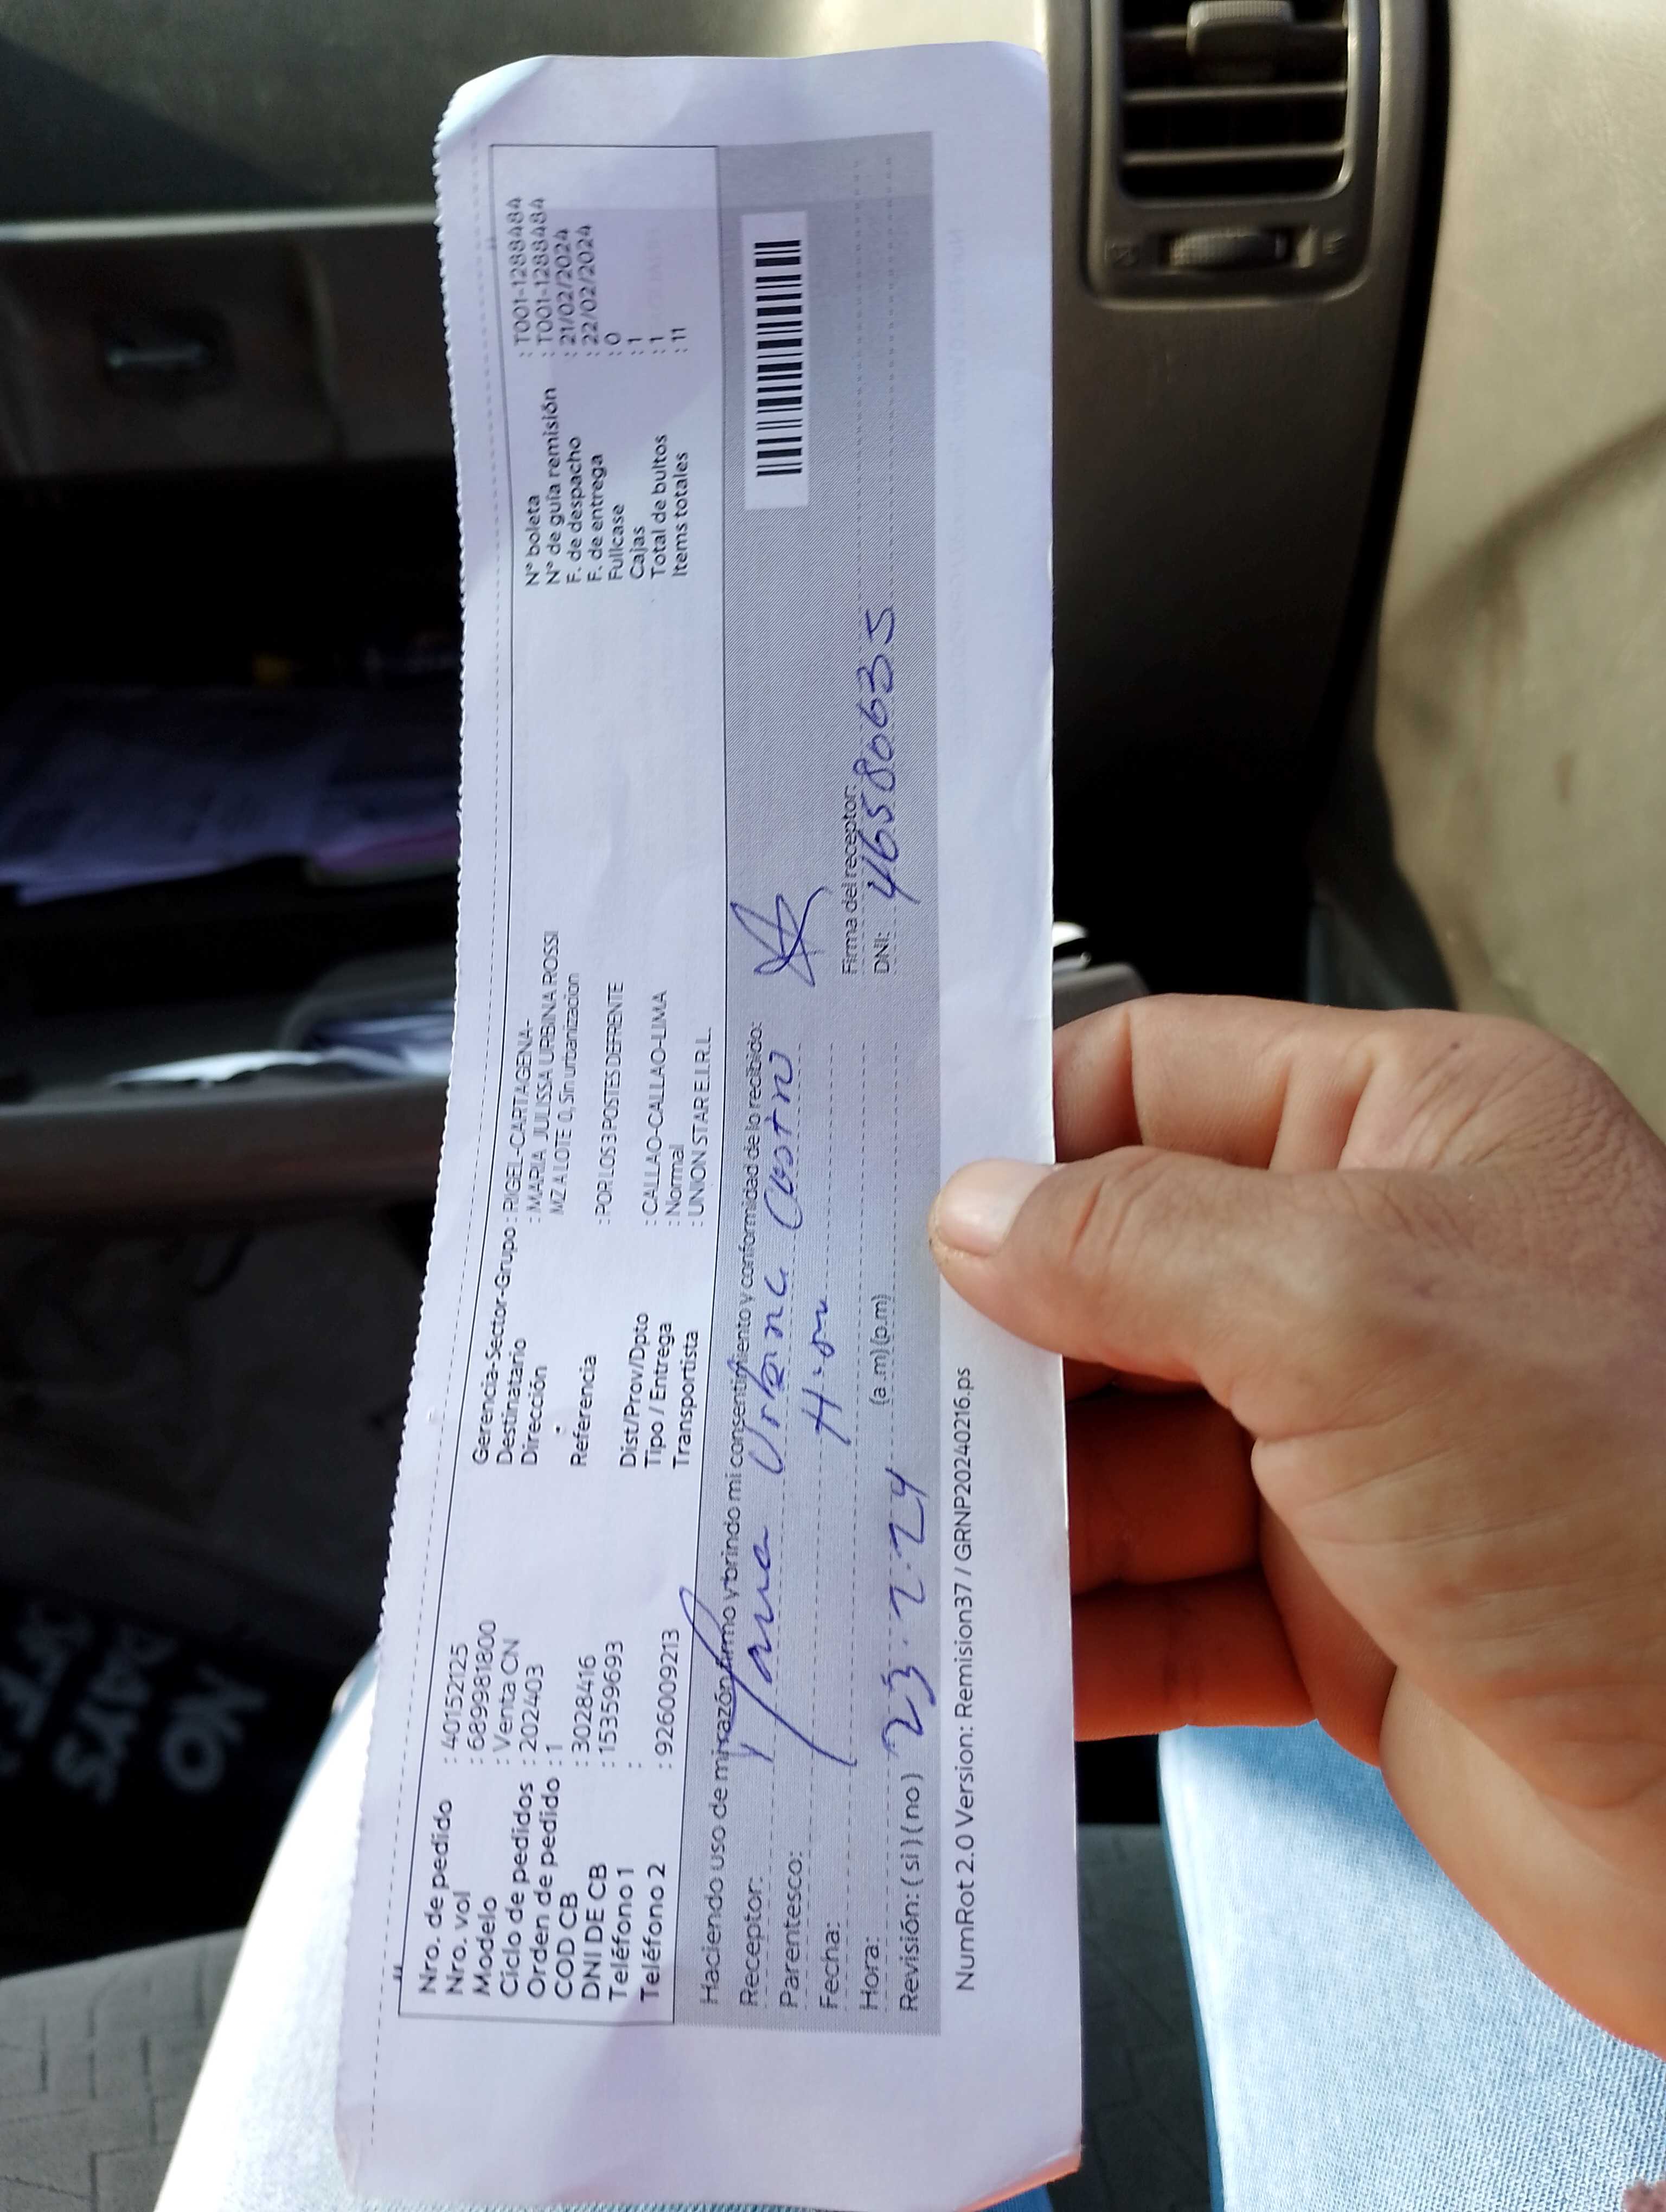 Nro. de pedido : 40152125
Nro. vol : 689981800
Modelo : Venta CN
Ciclo de pedidos : 202403
Orden de pedido : 1
COD CB : 3028416
DNI DE CB : 15359693
Teléfono 1 :
Teléfono 2 : 926009213
Gerencia-Sector-Grupo : RIGEL-CARTAGENA-
Destinatario : MARIA JULISSA URBINA ROSSI
Dirección MZ A LOTE 0, Sin urbanizacion
Referencia : POR LOS 3 POSTES DEFRENTE
Dist/Prov/Dpto : CALLAO-CALLAO-LIMA
Tipo / Entrega : Normal
Transportista : UNION STAR E.I.R.L.
N° boleta : T001-1288484
N° de guía remisión : T001-1288484
F. de despacho : 21/02/2024
F. de entrega : 22/02/2024
Fullcase : 0
Cajas : 1
Total de bultos : 1
Items totales : 11
Haciendo uso de mi razón firmo y brindo mi consentimiento y conformidad de lo recibido:
Receptor:
Parentesco:
Fecha:
Hora: 23.2.24 (a.m) (p.m)
Revisión: ( si ) ( no )
Firma del receptor:
DNI: 46580635
NumRot 2.0 Version: Remision37 / GRNP20240216.ps
NO
DAYS